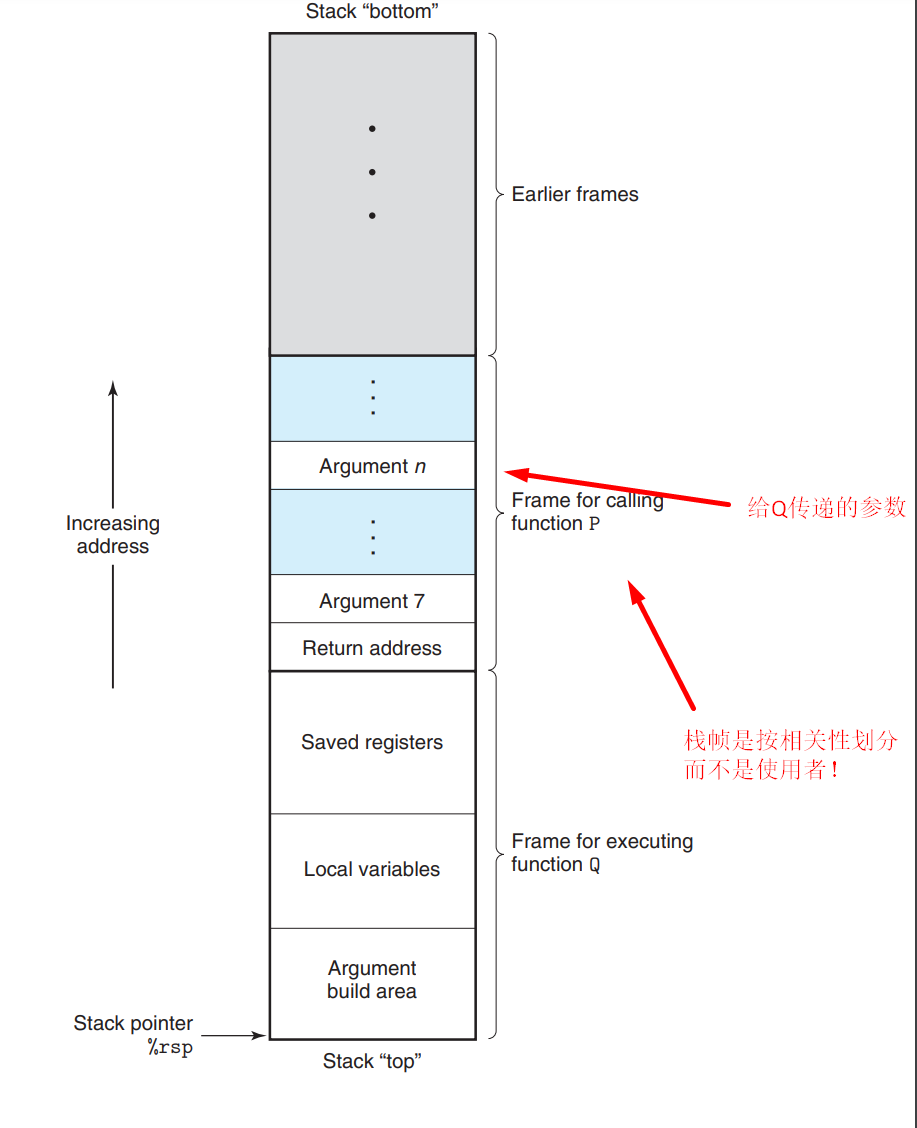 Stack “bottom”
Earlier frames
Argument n
Frame for calling
function P
给Q传递的参数
Increasing
address
Argument 7
Return address
Saved registers
栈帧是按相关性划分
而不是使用者！
Frame for executing
function Q
Local variables
Argument
build area
Stack pointer
%rsp
Stack “top”